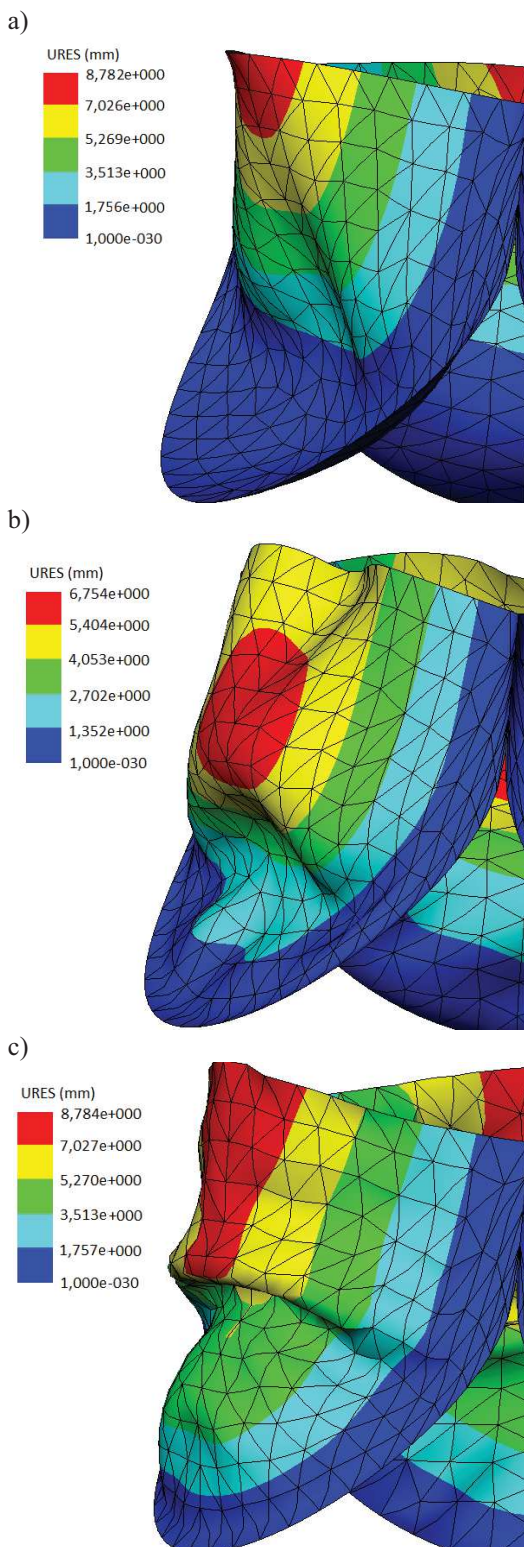 a)
URES (mm)
8,782e+000
7,026e+000
5,269e+000
3,513e+000
1,756e+000
1,000e-030
b)
URES (mm)
6,754e+000
5,404e+000
4,053e+000
2,702e+000
1,352e+000
1,000e-030
c)
URES (mm)
8,784e+000
7,027e+000
5,270e+000
3,513e+000
1,757e+000
1,000e-030